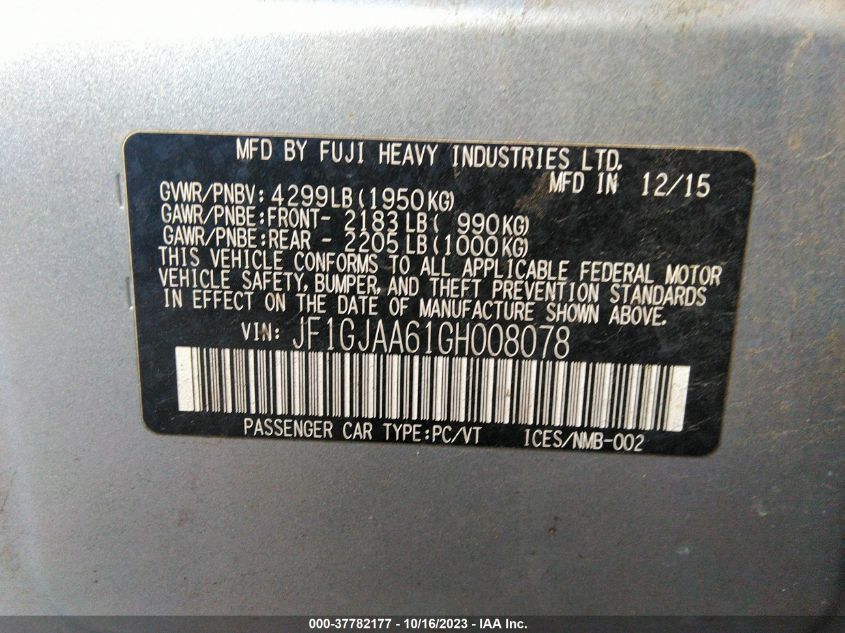 MFD BY FUJI HEAVY INDUSTRIES LTD.
MFD IN 12/15
GVWR/PNBV: 4299LB(1950KG)
GAWR/PNBE:FRONT- 2183LB( 990KG)
GAWR/PNBE:REAR - 2205LB(1000KG)
THIS VEHICLE CONFORMS TO ALL APPLICABLE FEDERAL MOTOR
VEHICLE SAFETY, BUMPER, AND THEFT PREVENTION STANDARDS
IN EFFECT ON THE DATE OF MANUFACTURE SHOWN ABOVE.
VIN: JF1GJAA61GH008078
PASSENGER CAR TYPE:PC/VT ICES/NMB-002
000-37782177 - 10/16/2023 - IAA Inc.